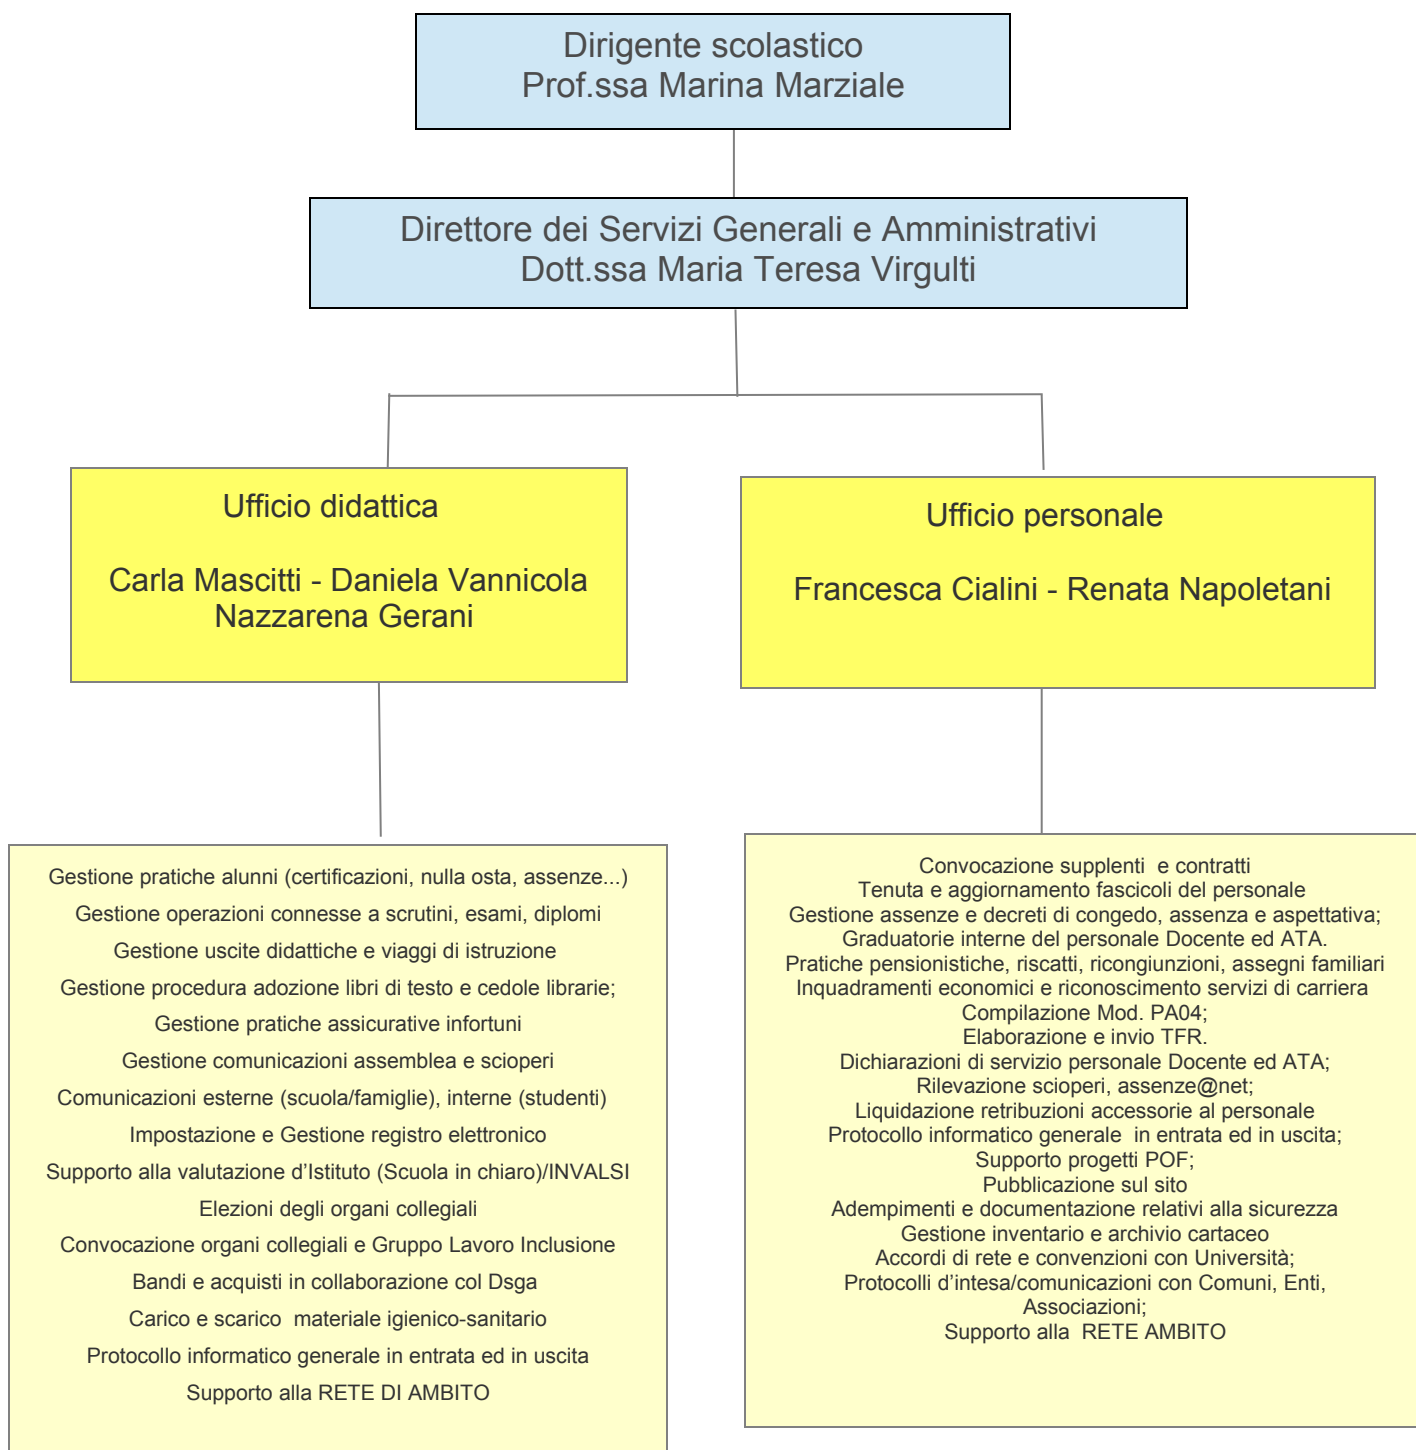 Dirigente scolastico
Prof.ssa Marina Marziale
Direttore dei Servizi Generali e Amministrativi
Dott.ssa Maria Teresa Virgulti
Ufficio didattica
Carla Mascitti - Daniela Vannicola
Nazzarena Gerani
Ufficio personale
Francesca Cialini - Renata Napoletani
Gestione pratiche alunni (certificazioni, nulla osta, assenze...)
Gestione operazioni connesse a scrutini, esami, diplomi
Gestione uscite didattiche e viaggi di istruzione
Gestione procedura adozione libri di testo e cedole librarie;
Gestione pratiche assicurative infortuni
Gestione comunicazioni assemblea e scioperi
Comunicazioni esterne (scuola/famiglie), interne (studenti)
Impostazione e Gestione registro elettronico
Supporto alla valutazione d’Istituto (Scuola in chiaro)/INVALSI
Elezioni degli organi collegiali
Convocazione organi collegiali e Gruppo Lavoro Inclusione
Bandi e acquisti in collaborazione col Dsga
Carico e scarico  materiale igienico-sanitario
Protocollo informatico generale in entrata ed in uscita
Supporto alla RETE DI AMBITO
Convocazione supplenti  e contratti
Tenuta e aggiornamento fascicoli del personale
Gestione assenze e decreti di congedo, assenza e aspettativa;
Graduatorie interne del personale Docente ed ATA.
Pratiche pensionistiche, riscatti, ricongiunzioni, assegni familiari
Inquadramenti economici e riconoscimento servizi di carriera
Compilazione Mod. PA04;
Elaborazione e invio TFR.
Dichiarazioni di servizio personale Docente ed ATA;
Rilevazione scioperi, assenze@net;
Liquidazione retribuzioni accessorie al personale
Protocollo informatico generale  in entrata ed in uscita;
Supporto progetti POF;
Pubblicazione sul sito
Adempimenti e documentazione relativi alla sicurezza
Gestione inventario e archivio cartaceo
Accordi di rete e convenzioni con Università;
Protocolli d’intesa/comunicazioni con Comuni, Enti,
Associazioni;
Supporto alla  RETE AMBITO